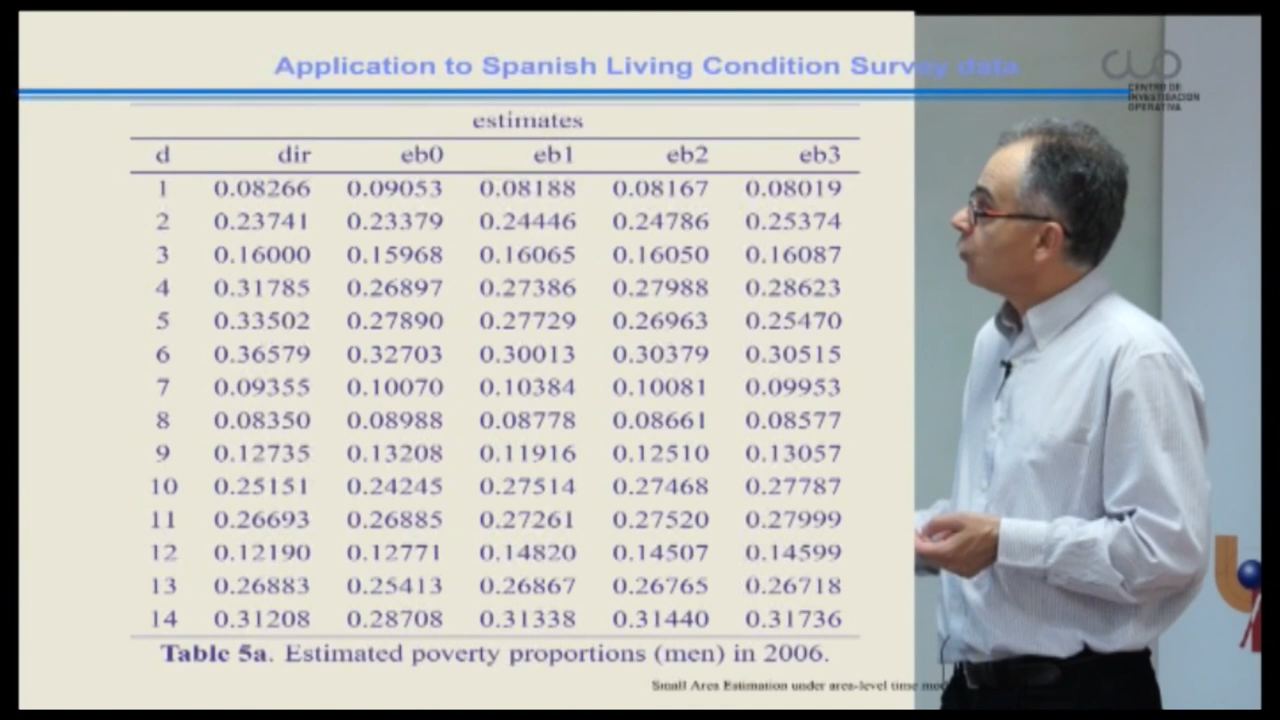 Application to Spanish Living Condition Survey data
CENTRO DE
INVESTIGACION
OPERATIVA
estimates
d dir eb0 eb1 eb2 eb3
1 0.08266 0.09053 0.08188 0.08167 0.08019
2 0.23741 0.23379 0.24446 0.24786 0.25374
3 0.16000 0.15968 0.16065 0.16050 0.16087
4 0.31785 0.26897 0.27386 0.27988 0.28623
5 0.33502 0.27890 0.27729 0.26963 0.25470
6 0.36579 0.32703 0.30013 0.30379 0.30515
7 0.09355 0.10070 0.10384 0.10081 0.09953
8 0.08350 0.08988 0.08778 0.08661 0.08577
9 0.12735 0.13208 0.11916 0.12510 0.13057
10 0.25151 0.24245 0.27514 0.27468 0.27787
11 0.26693 0.26885 0.27261 0.27520 0.27999
12 0.12190 0.12771 0.14820 0.14507 0.14599
13 0.26883 0.25413 0.26867 0.26765 0.26718
14 0.31208 0.28708 0.31338 0.31440 0.31736
Table 5a. Estimated poverty proportions (men) in 2006.
Small Area Estimation under area-level time